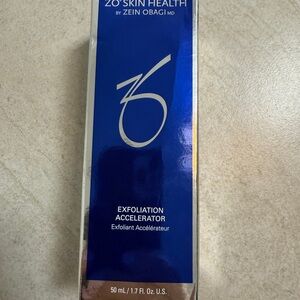 ZO® SKIN HEALTH
BY ZEIN OBAGI MD
EXFOLIATION
ACCELERATOR
Exfoliant Accélérateur
50 mL / 1.7 Fl. Oz. U.S.